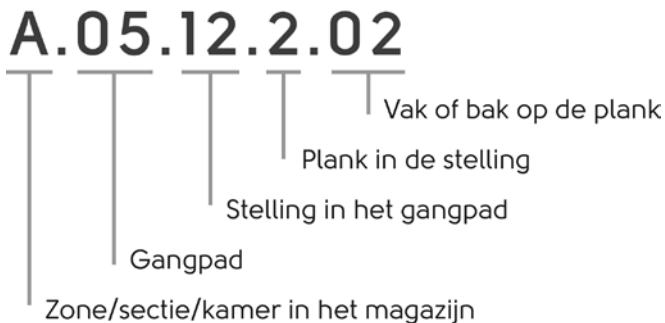 A.05.12.2.02
Vak of bak op de plank
Plank in de stelling
Stelling in het gangpad
Gangpad
Zone/sectie/kamer in het magazijn